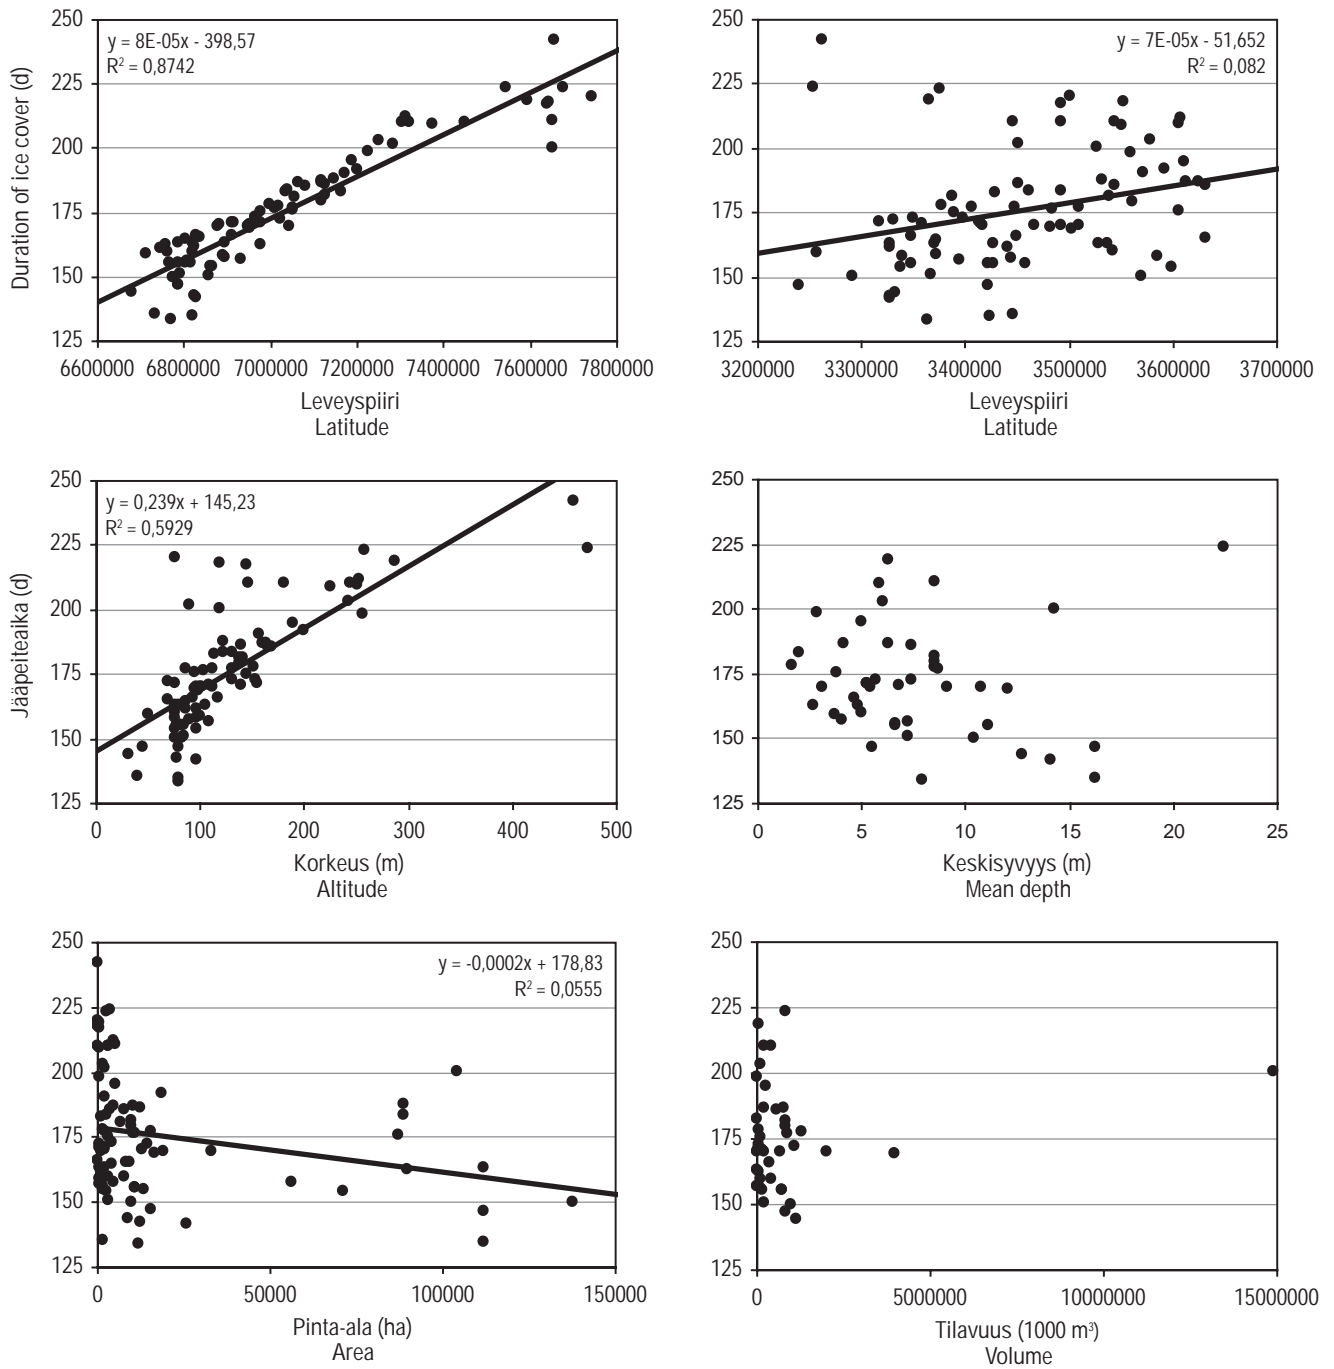 y = 8E-05x - 398,57
R² = 0,8742
Duration of ice cover (d)
250
225
200
175
150
125
6600000 6800000 7000000 7200000 7400000 7600000 7800000
Leveyspiiri
Latitude
y = 7E-05x - 51,652
R² = 0,082
250
225
200
175
150
125
3200000 3300000 3400000 3500000 3600000 3700000
Leveyspiiri
Latitude
y = 0,239x + 145,23
R² = 0,5929
Jääpeiteaika (d)
250
225
200
175
150
125
0 100 200 300 400 500
Korkeus (m)
Altitude
250
225
200
175
150
125
0 5 10 15 20 25
Keskisyvyys (m)
Mean depth
y = -0,0002x + 178,83
R² = 0,0555
250
225
200
175
150
125
0 50000 100000 150000
Pinta-ala (ha)
Area
250
225
200
175
150
125
0 5000000 10000000 15000000
Tilavuus (1000 m³)
Volume